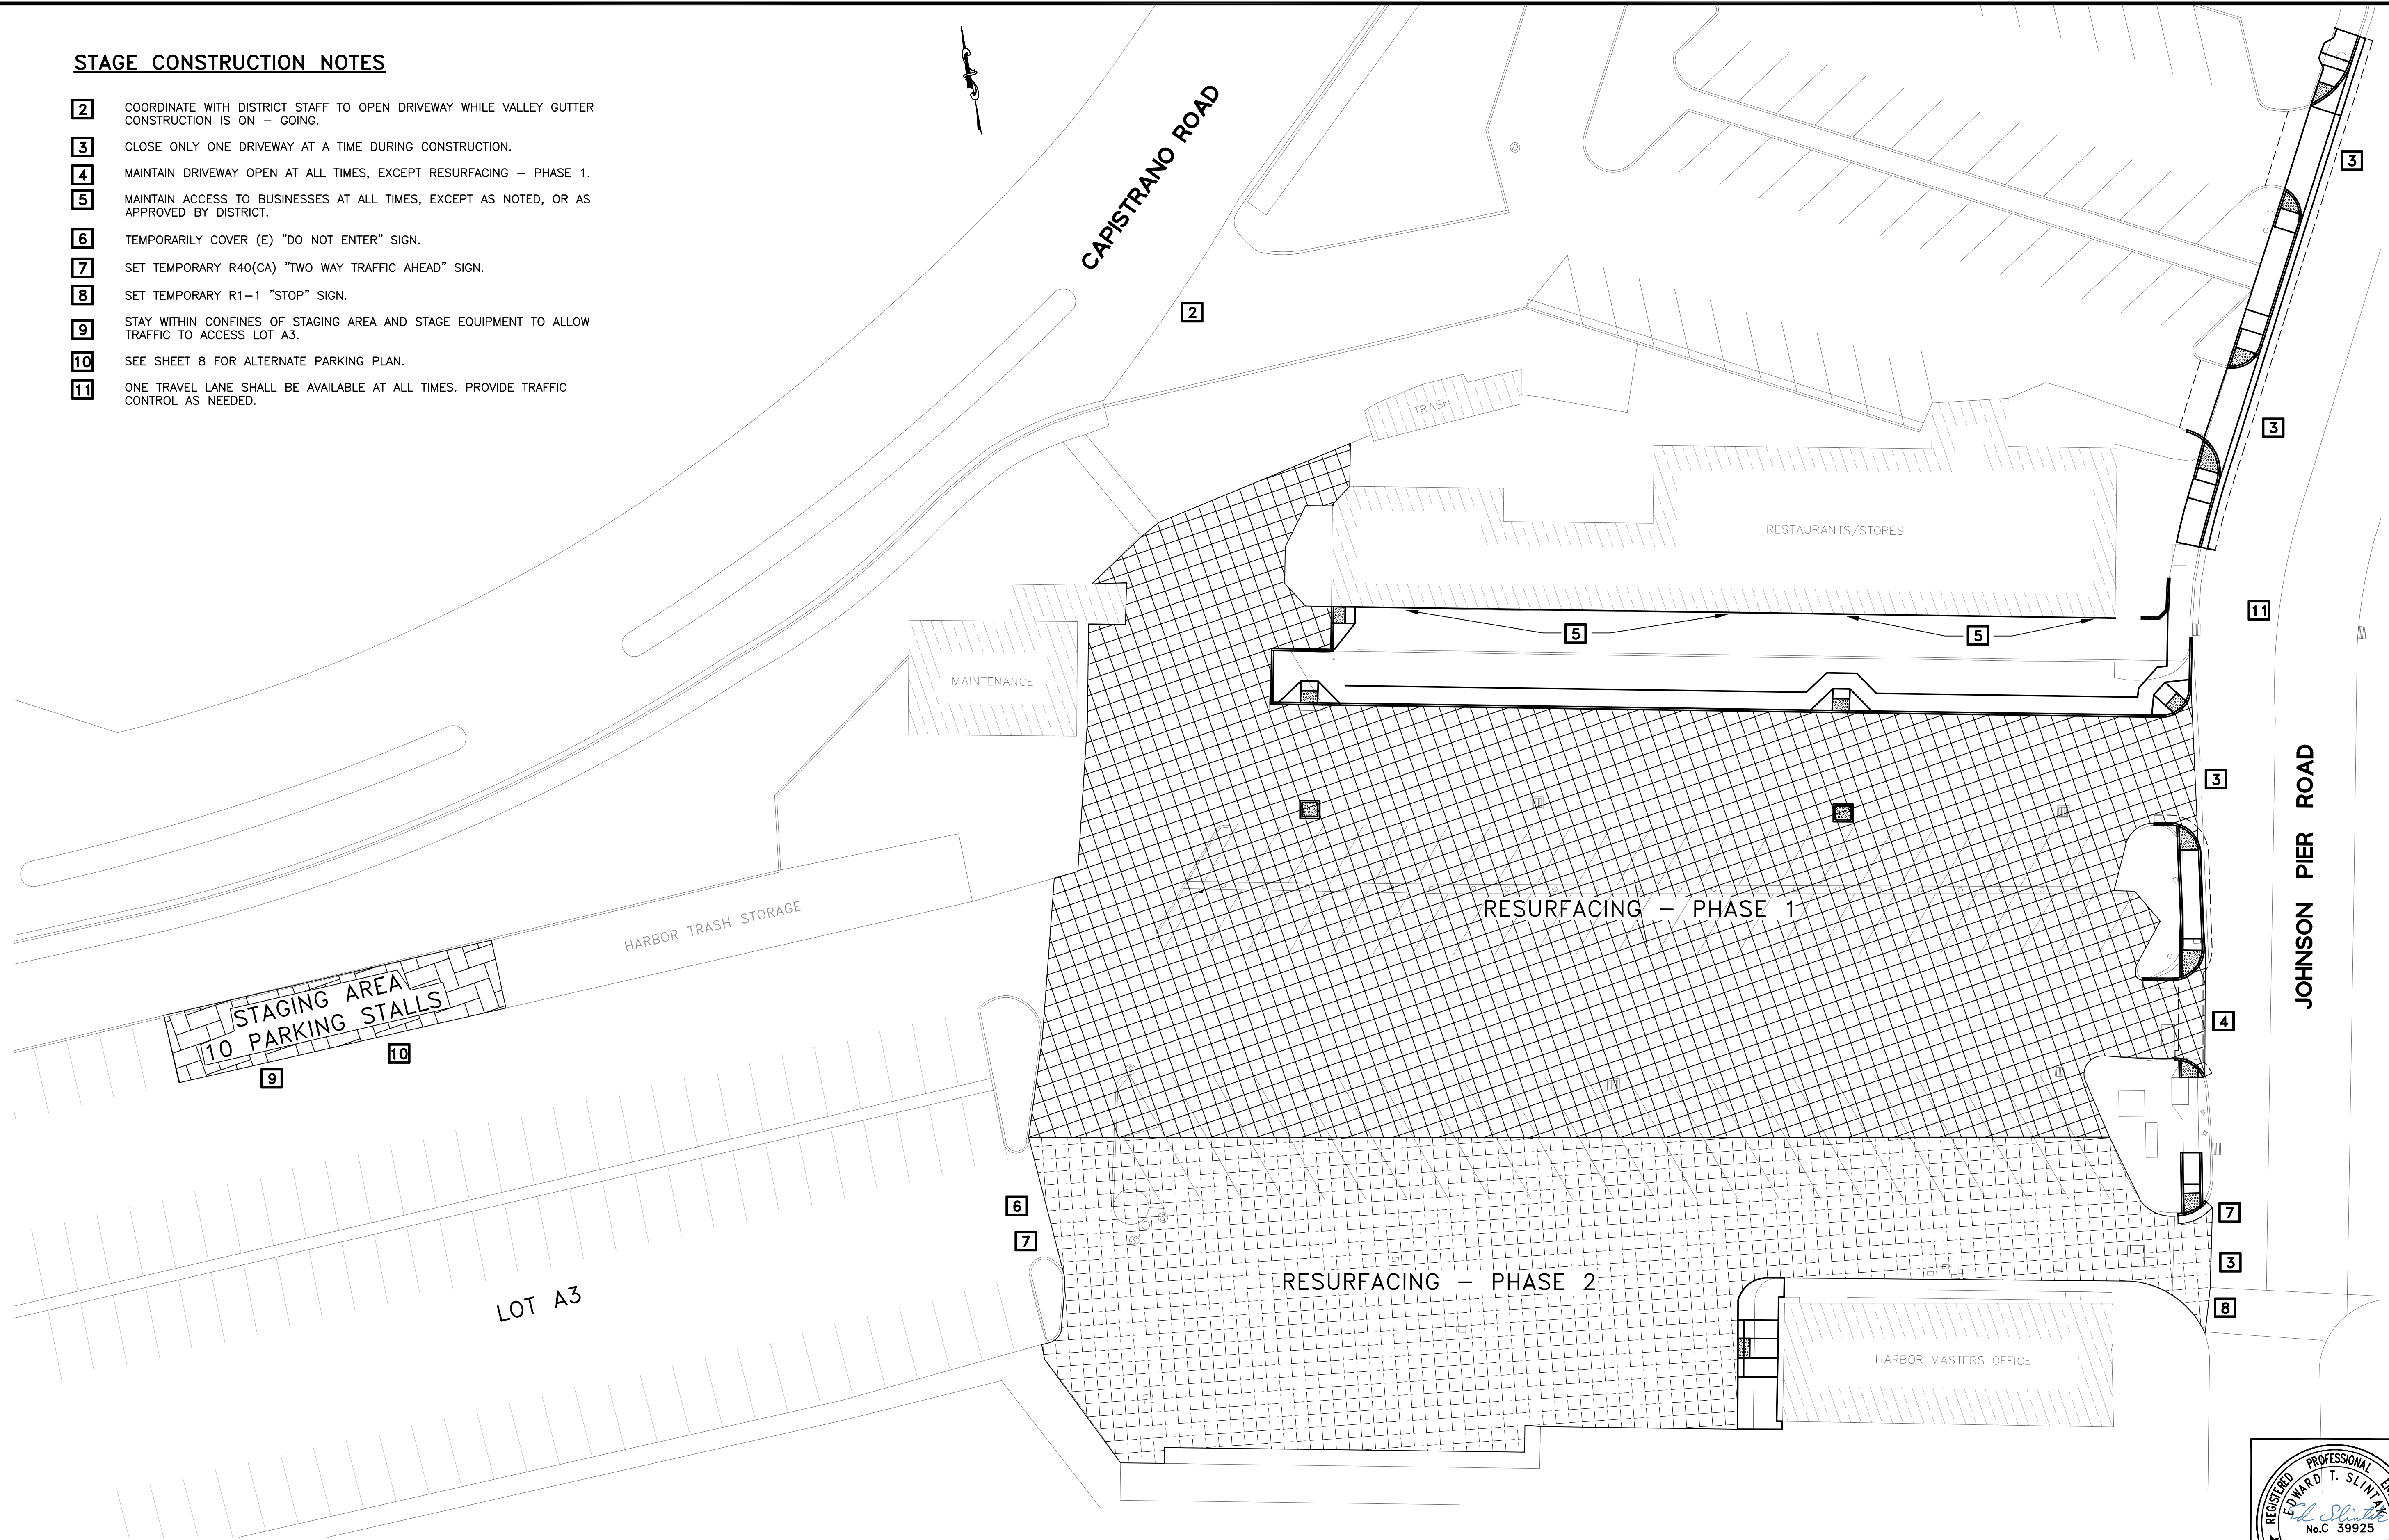 STAGE CONSTRUCTION NOTES
2 COORDINATE WITH DISTRICT STAFF TO OPEN DRIVEWAY WHILE VALLEY GUTTER
CONSTRUCTION IS ON – GOING.
3 CLOSE ONLY ONE DRIVEWAY AT A TIME DURING CONSTRUCTION.
4 MAINTAIN DRIVEWAY OPEN AT ALL TIMES, EXCEPT RESURFACING – PHASE 1.
5 MAINTAIN ACCESS TO BUSINESSES AT ALL TIMES, EXCEPT AS NOTED, OR AS
APPROVED BY DISTRICT.
6 TEMPORARILY COVER (E) "DO NOT ENTER" SIGN.
7 SET TEMPORARY R40(CA) "TWO WAY TRAFFIC AHEAD" SIGN.
8 SET TEMPORARY R1–1 "STOP" SIGN.
9 STAY WITHIN CONFINES OF STAGING AREA AND STAGE EQUIPMENT TO ALLOW
TRAFFIC TO ACCESS LOT A3.
10 SEE SHEET 8 FOR ALTERNATE PARKING PLAN.
11 ONE TRAVEL LANE SHALL BE AVAILABLE AT ALL TIMES. PROVIDE TRAFFIC
CONTROL AS NEEDED.
CAPISTRANO ROAD
3
2
TRASH
3
RESTAURANTS/STORES
11
5
5
MAINTENANCE
3
JOHNSON PIER ROAD
RESURFACING – PHASE 1
HARBOR TRASH STORAGE
STAGING AREA
10 PARKING STALLS
4
10
9
6
7
7
3
RESURFACING – PHASE 2
LOT A3
8
HARBOR MASTERS OFFICE
REGISTERED PROFESSIONAL
EDWARD T.
No.C 39925